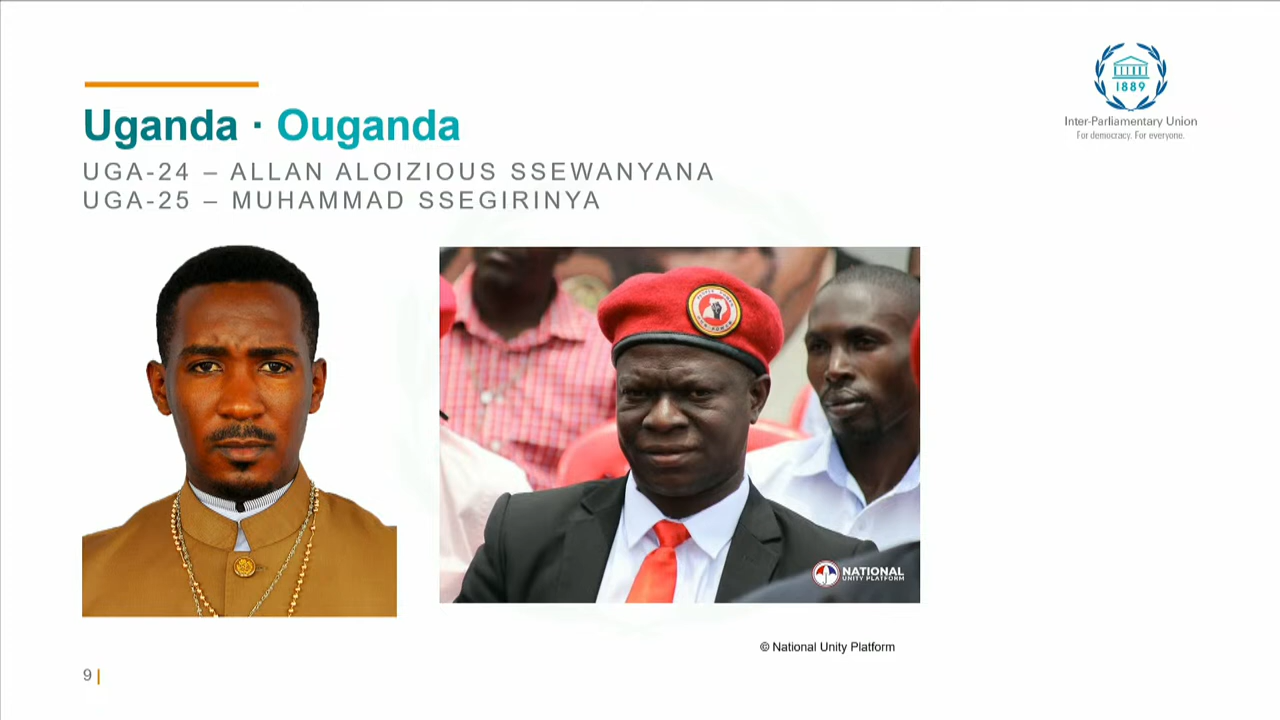 1889
Inter-Parliamentary Union
For democracy. For everyone.
Uganda · Ouganda
UGA-24 – ALLAN ALOIZIOUS SSEWANYANA
UGA-25 – MUHAMMAD SSEGIRINYA
NATIONAL
UNITY PLATFORM
© National Unity Platform
9 |